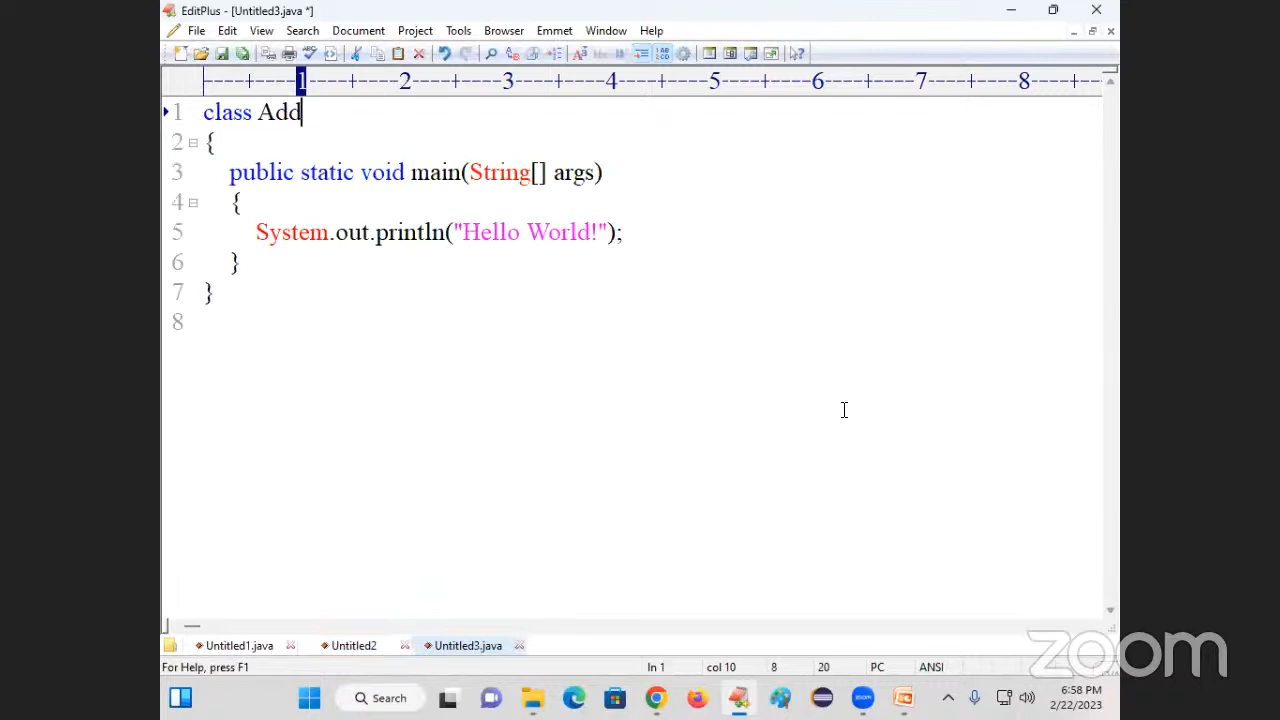 EditPlus - [Untitled3.java *]
File Edit View Search Document Project Tools Browser Emmet Window Help
----+----1----+----2----+----3----+----4----+----5----+----6----+----7----+----8----+--
1 class Add
2 {
3 public static void main(String[] args)
4 {
5 System.out.println("Hello World!");
6 }
7 }
8
Untitled1.java Untitled2 Untitled3.java
For Help, press F1 ln 1 col 10 8 20 PC ANSI
zoom
Search 6:58 PM
2/22/2023